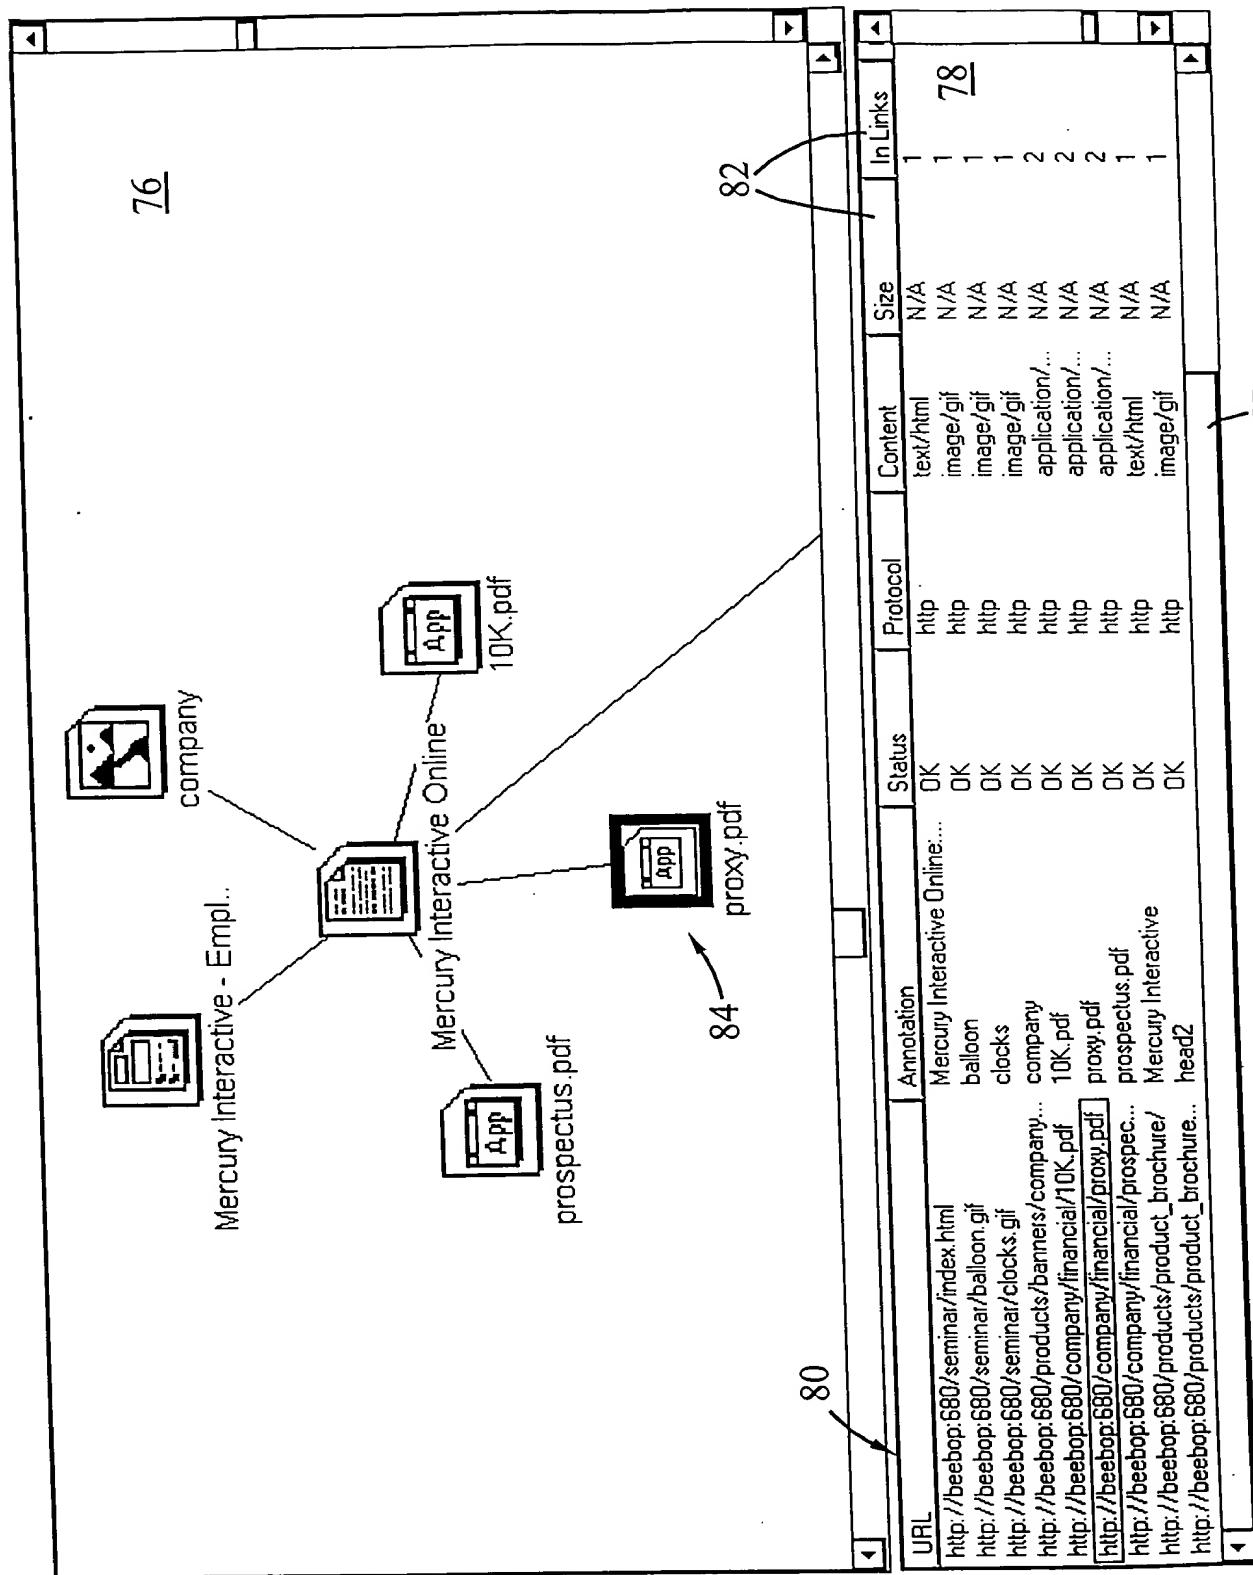 76
company
Mercury Interactive - Empl..
10K.pdf
Mercury Interactive Online
App
prospectus.pdf
App
proxy.pdf
App
84
80
82
78
URL Annotation Status Protocol Content Size In Links
http://beebop:680/seminar/index.html Mercury Interactive Online:... OK http text/html N/A 1
http://beebop:680/seminar/balloon.gif balloon OK http image/gif N/A 1
http://beebop:680/seminar/clocks.gif clocks OK http image/gif N/A 1
http://beebop:680/products/banners/company... company OK http image/gif N/A 1
http://beebop:680/company/financial/10K.pdf 10K.pdf OK http application/... N/A 2
http://beebop:680/company/financial/proxy.pdf proxy.pdf OK http application/... N/A 2
http://beebop:680/company/financial/prospec... prospectus.pdf OK http application/... N/A 2
http://beebop:680/products/product_brochure/ Mercury Interactive OK http text/html N/A 1
http://beebop:680/products/product_brochure... head2 OK http image/gif N/A 1